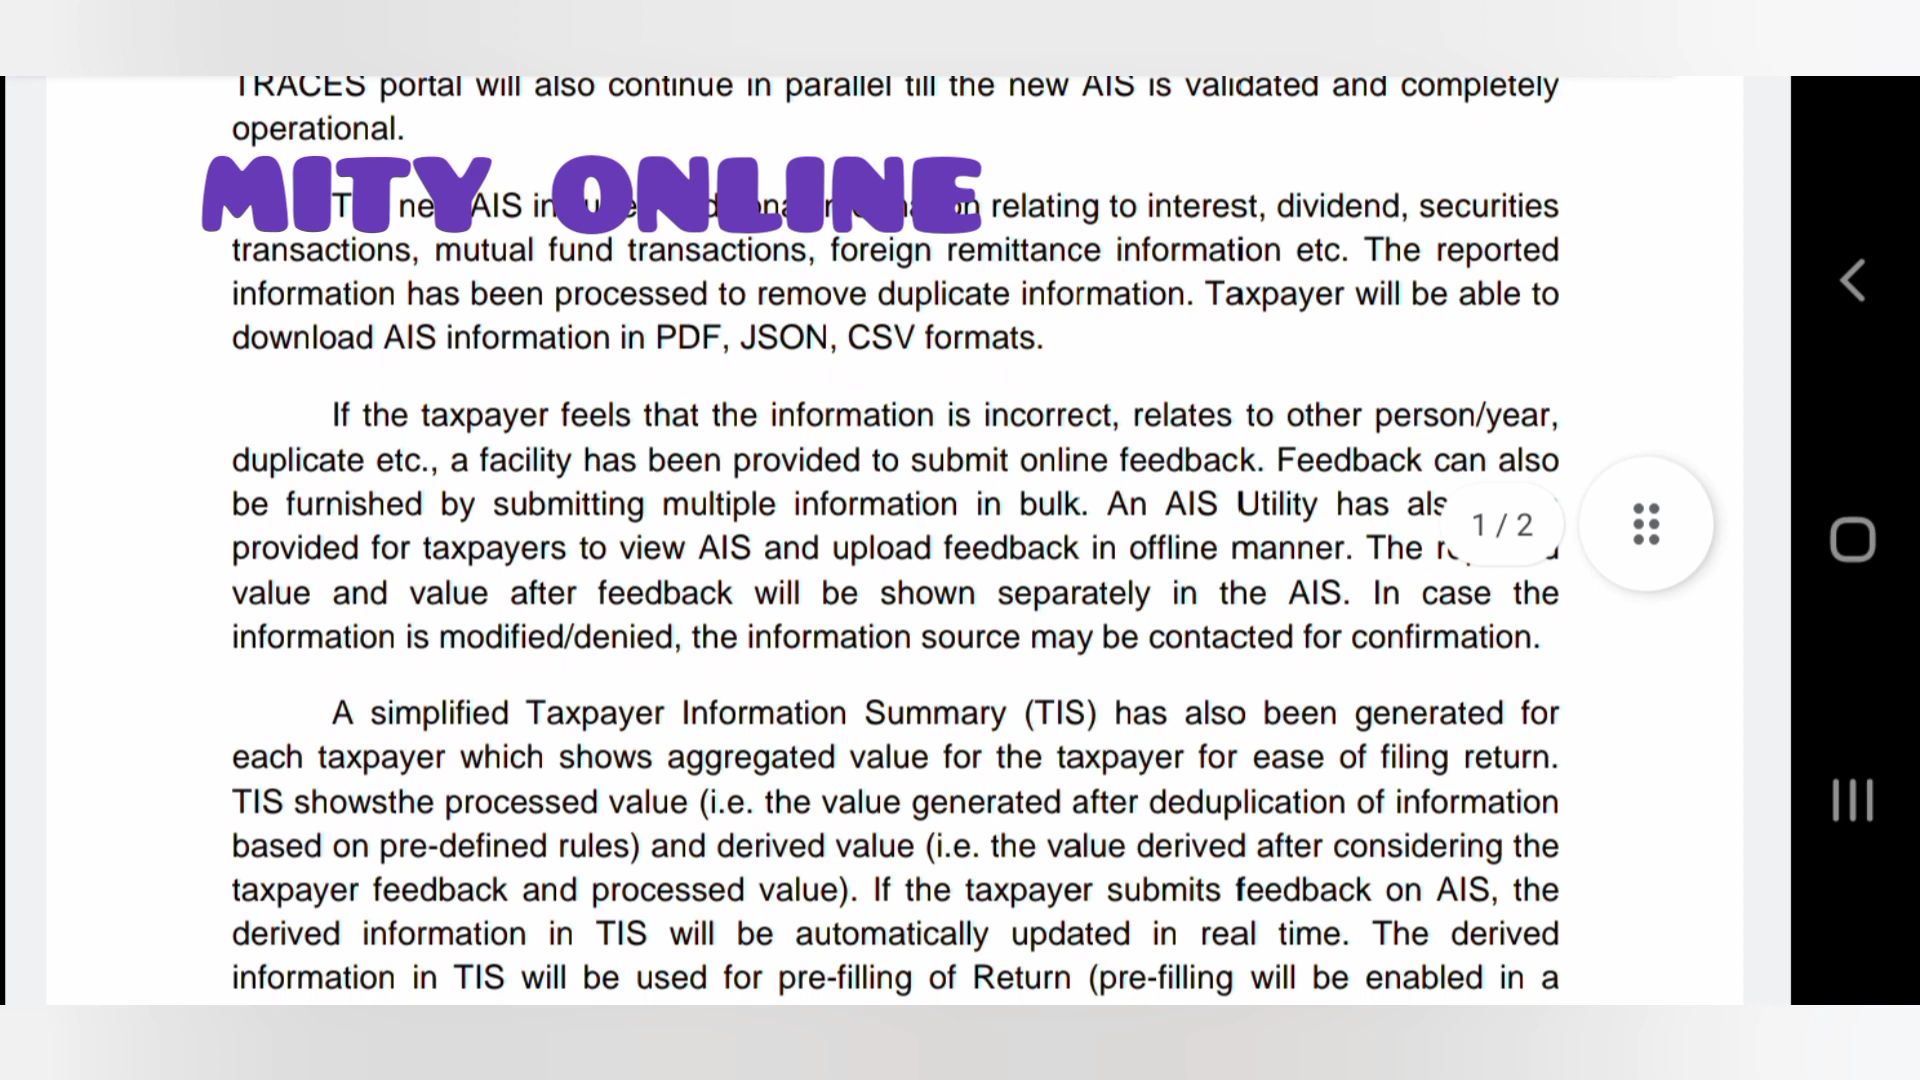 TRACES portal will also continue in parallel till the new AIS is validated and completely
operational.
MITY ONLINE
AIS relating to interest, dividend, securities
transactions, mutual fund transactions, foreign remittance information etc. The reported
information has been processed to remove duplicate information. Taxpayer will be able to
download AIS information in PDF, JSON, CSV formats.
If the taxpayer feels that the information is incorrect, relates to other person/year,
duplicate etc., a facility has been provided to submit online feedback. Feedback can also
be furnished by submitting multiple information in bulk. An AIS Utility has
1 / 2
provided for taxpayers to view AIS and upload feedback in offline manner. The
value and value after feedback will be shown separately in the AIS. In case the
information is modified/denied, the information source may be contacted for confirmation.
A simplified Taxpayer Information Summary (TIS) has also been generated for
each taxpayer which shows aggregated value for the taxpayer for ease of filing return.
TIS showsthe processed value (i.e. the value generated after deduplication of information
based on pre-defined rules) and derived value (i.e. the value derived after considering the
taxpayer feedback and processed value). If the taxpayer submits feedback on AIS, the
derived information in TIS will be automatically updated in real time. The derived
information in TIS will be used for pre-filling of Return (pre-filling will be enabled in a